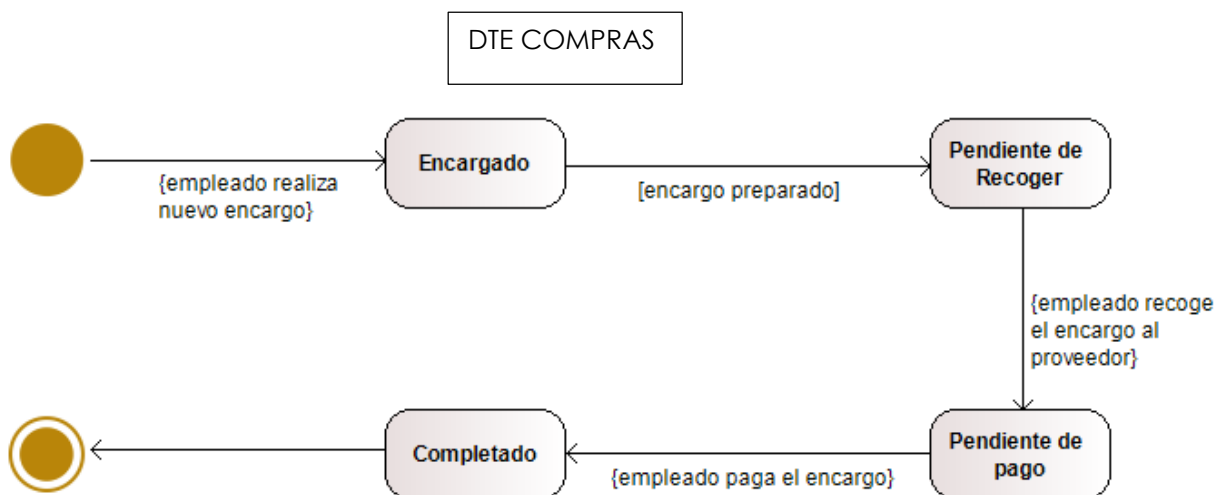 DTE COMPRAS
Encargado
{empleado realiza
nuevo encargo}
[encargo preparado]
Pendiente de
Recoger
{empleado recoge
el encargo al
proveedor}
Pendiente de
pago
{empleado paga el encargo}
Completado